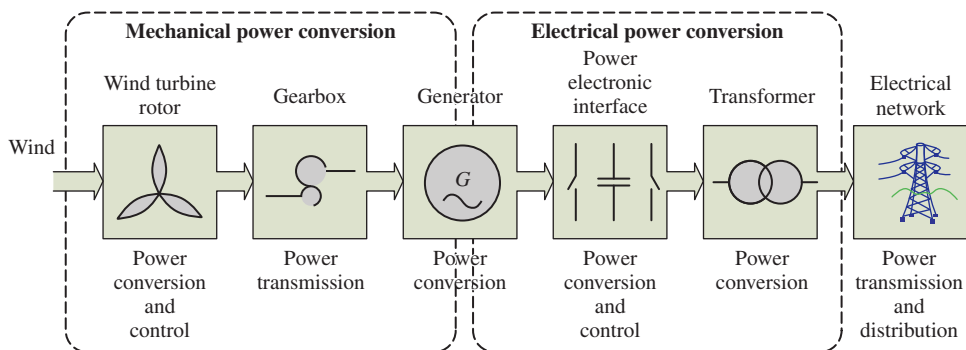 Mechanical power conversion
Electrical power conversion
Wind
Wind turbine
rotor
Gearbox
Generator
Power
electronic
interface
Transformer
Electrical
network
G
Power
conversion
and
control
Power
transmission
Power
conversion
Power
conversion and
control
Power
conversion
Power
transmission
and
distribution